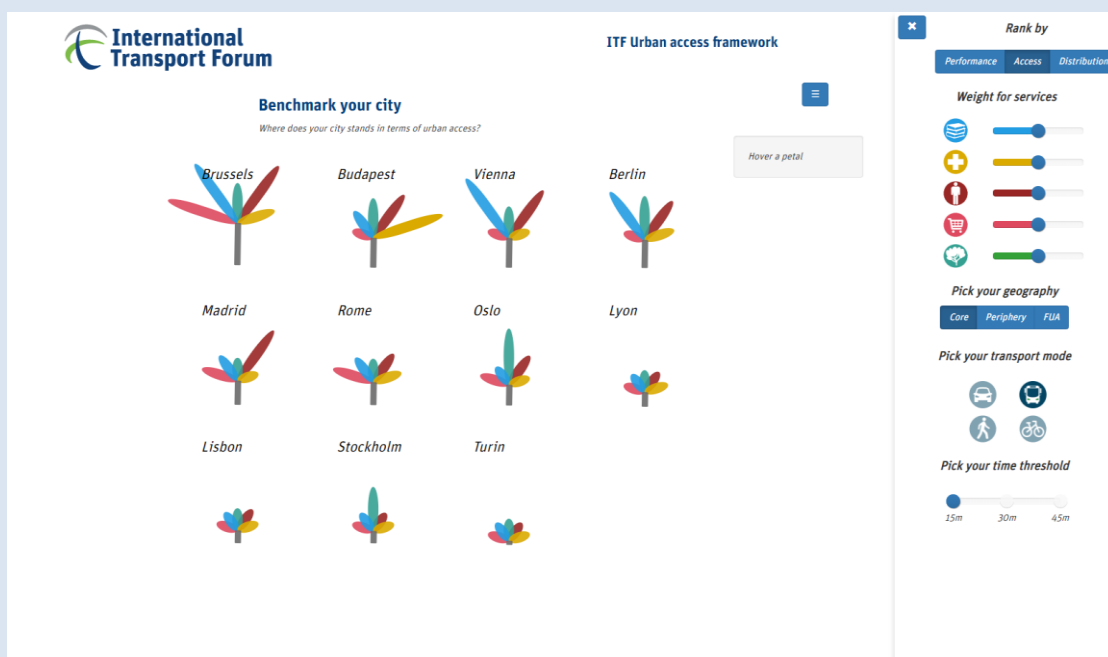 International
Transport Forum
ITF Urban access framework
Benchmark your city
Where does your city stands in terms of urban access?
Hover a petal
Brussels
Budapest
Vienna
Berlin
Madrid
Rome
Oslo
Lyon
Lisbon
Stockholm
Turin
Rank by
Performance Access Distribution
Weight for services
Pick your geography
Core Periphery FUA
Pick your transport mode
Pick your time threshold
15m 30m 45m